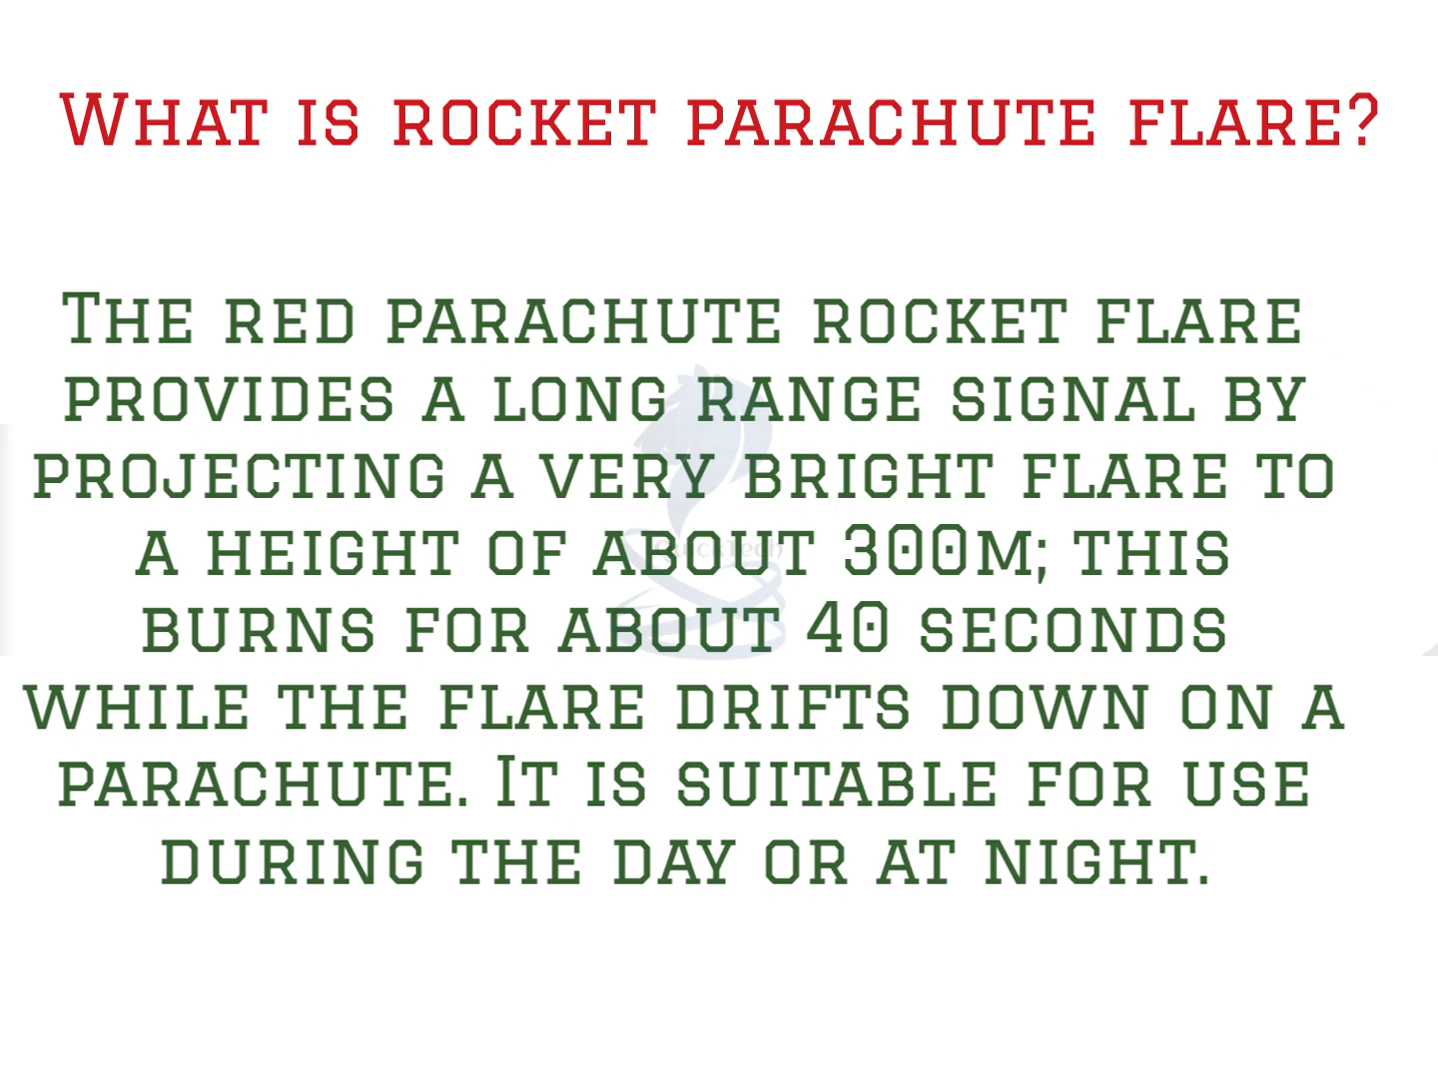 What is rocket parachute flare?
The red parachute rocket flare
provides a long range signal by
projecting a very bright flare to
a height of about 300m; this
QuickTech
burns for about 40 seconds
while the flare drifts down on a
parachute. It is suitable for use
during the day or at night.